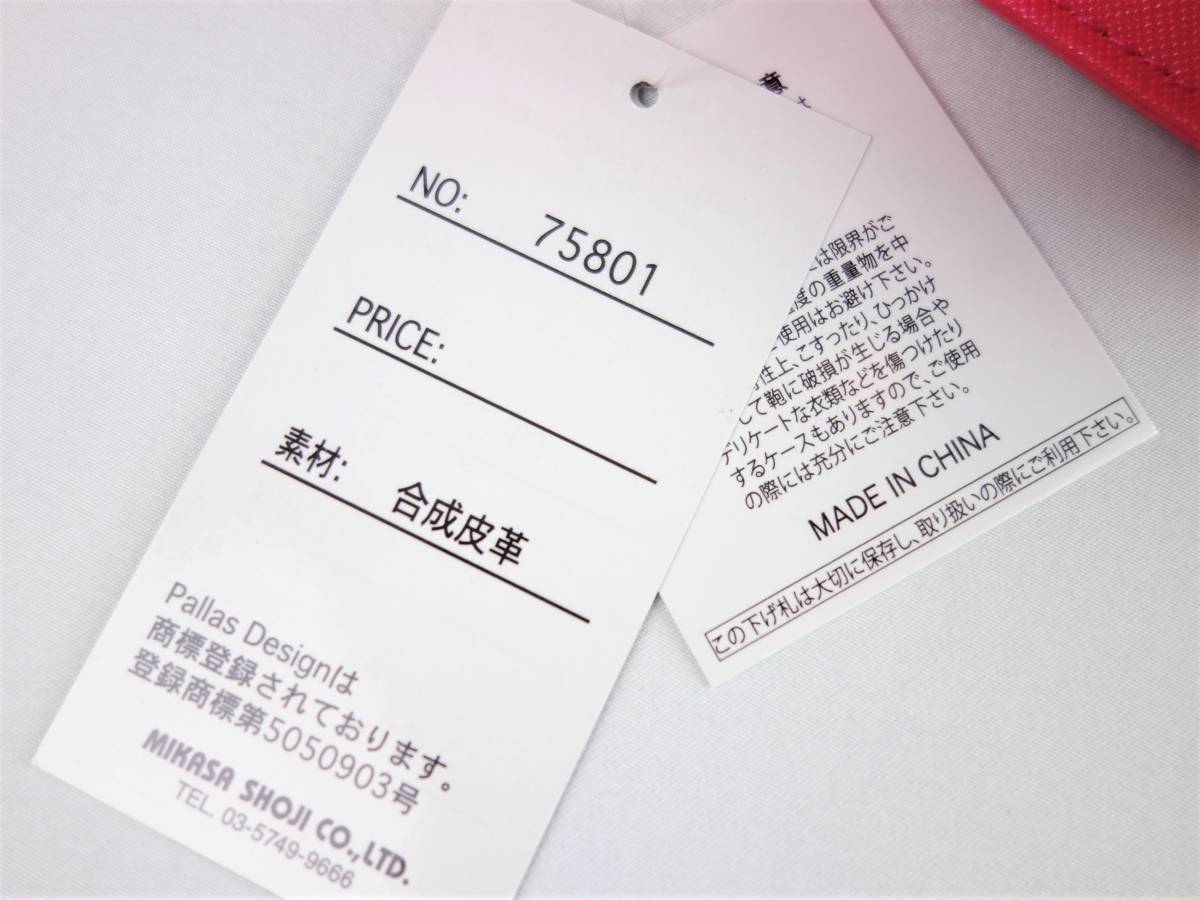 NO: 75801
PRICE:
素材: 合成皮革
Pallas Designは
商標登録されております。
登録商標第5050903号
MIKASA SHOJI CO., LTD.
TEL. 03-5749-9666
は限界がご
度の重量物を中
使用はお避け下さい。
性上、こすったり、ひっかけ
して鞄に破損が生じる場合や
デリケートな衣類などを傷つけたり
するケースもありますので、ご使用
の際には充分にご注意下さい。
MADE IN CHINA
この下げ札は大切に保存し、取り扱いの際にご利用下さい。